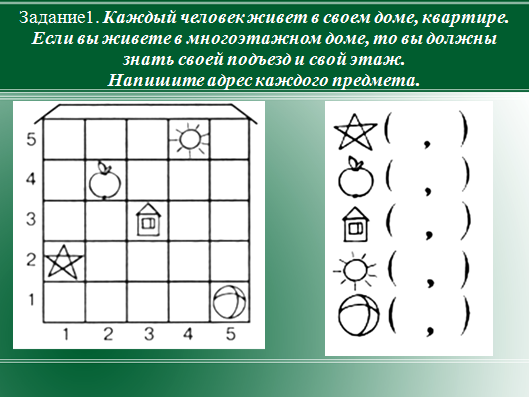 Задание1. Каждый человек живет в своем доме, квартире.
Если вы живете в многоэтажном доме, то вы должны
знать своей подъезд и свой этаж.
Напишите адрес каждого предмета.
5
4
3
2
1
1 2 3 4 5
( , )
( , )
( , )
( , )
( , )